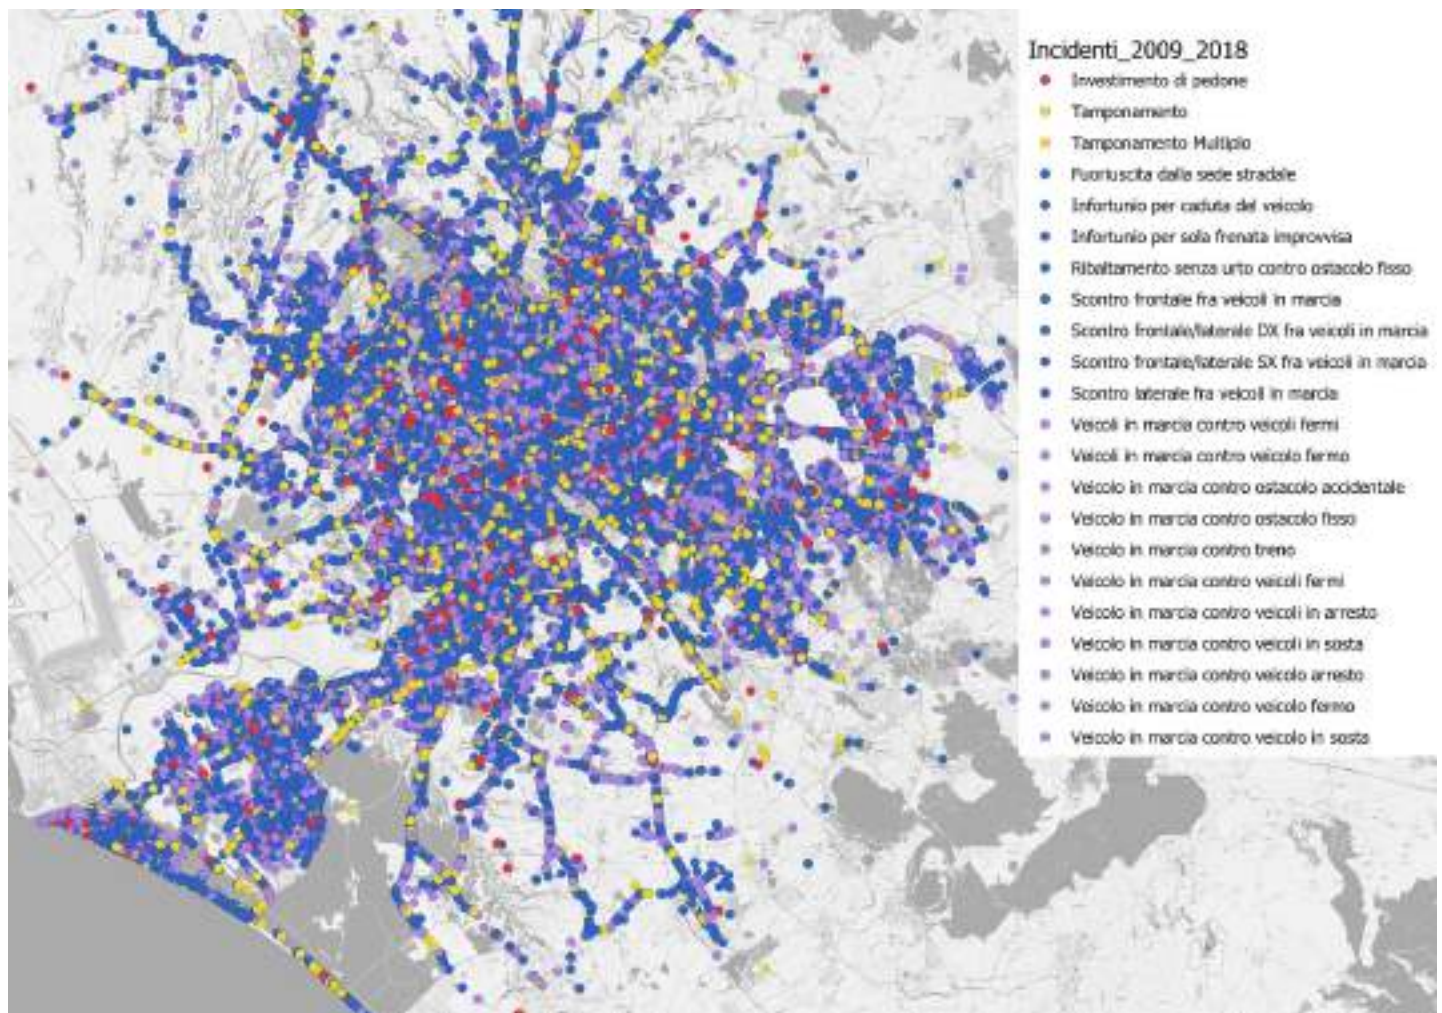 Incidenti_2009_2018
Investimento di pedone
Tamponamento
Tamponamento Multiplo
Fuoriuscita dalla sede stradale
Infortunio per caduta del veicolo
Infortunio per sola frenata improvvisa
Ribaltamento senza urto contro ostacolo fisso
Scontro frontale fra veicoli in marcia
Scontro frontale/laterale DX fra veicoli in marcia
Scontro frontale/laterale SX fra veicoli in marcia
Scontro laterale fra veicoli in marcia
Veicoli in marcia contro veicoli fermi
Veicoli in marcia contro veicolo fermo
Veicolo in marcia contro ostacolo accidentale
Veicolo in marcia contro ostacolo fisso
Veicolo in marcia contro treno
Veicolo in marcia contro veicoli fermi
Veicolo in marcia contro veicoli in arresto
Veicolo in marcia contro veicoli in sosta
Veicolo in marcia contro veicolo arresto
Veicolo in marcia contro veicolo fermo
Veicolo in marcia contro veicolo in sosta